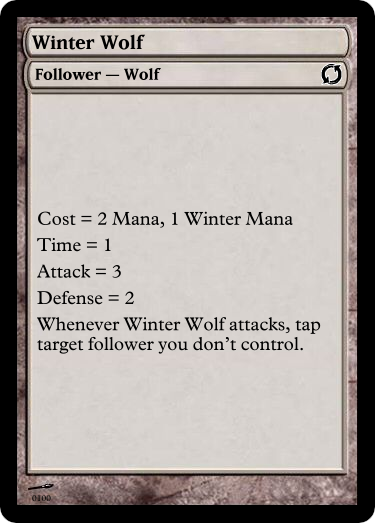 Winter Wolf
Follower — Wolf
Cost = 2 Mana, 1 Winter Mana
Time = 1
Attack = 3
Defense = 2
Whenever Winter Wolf attacks, tap
target follower you don't control.
0100